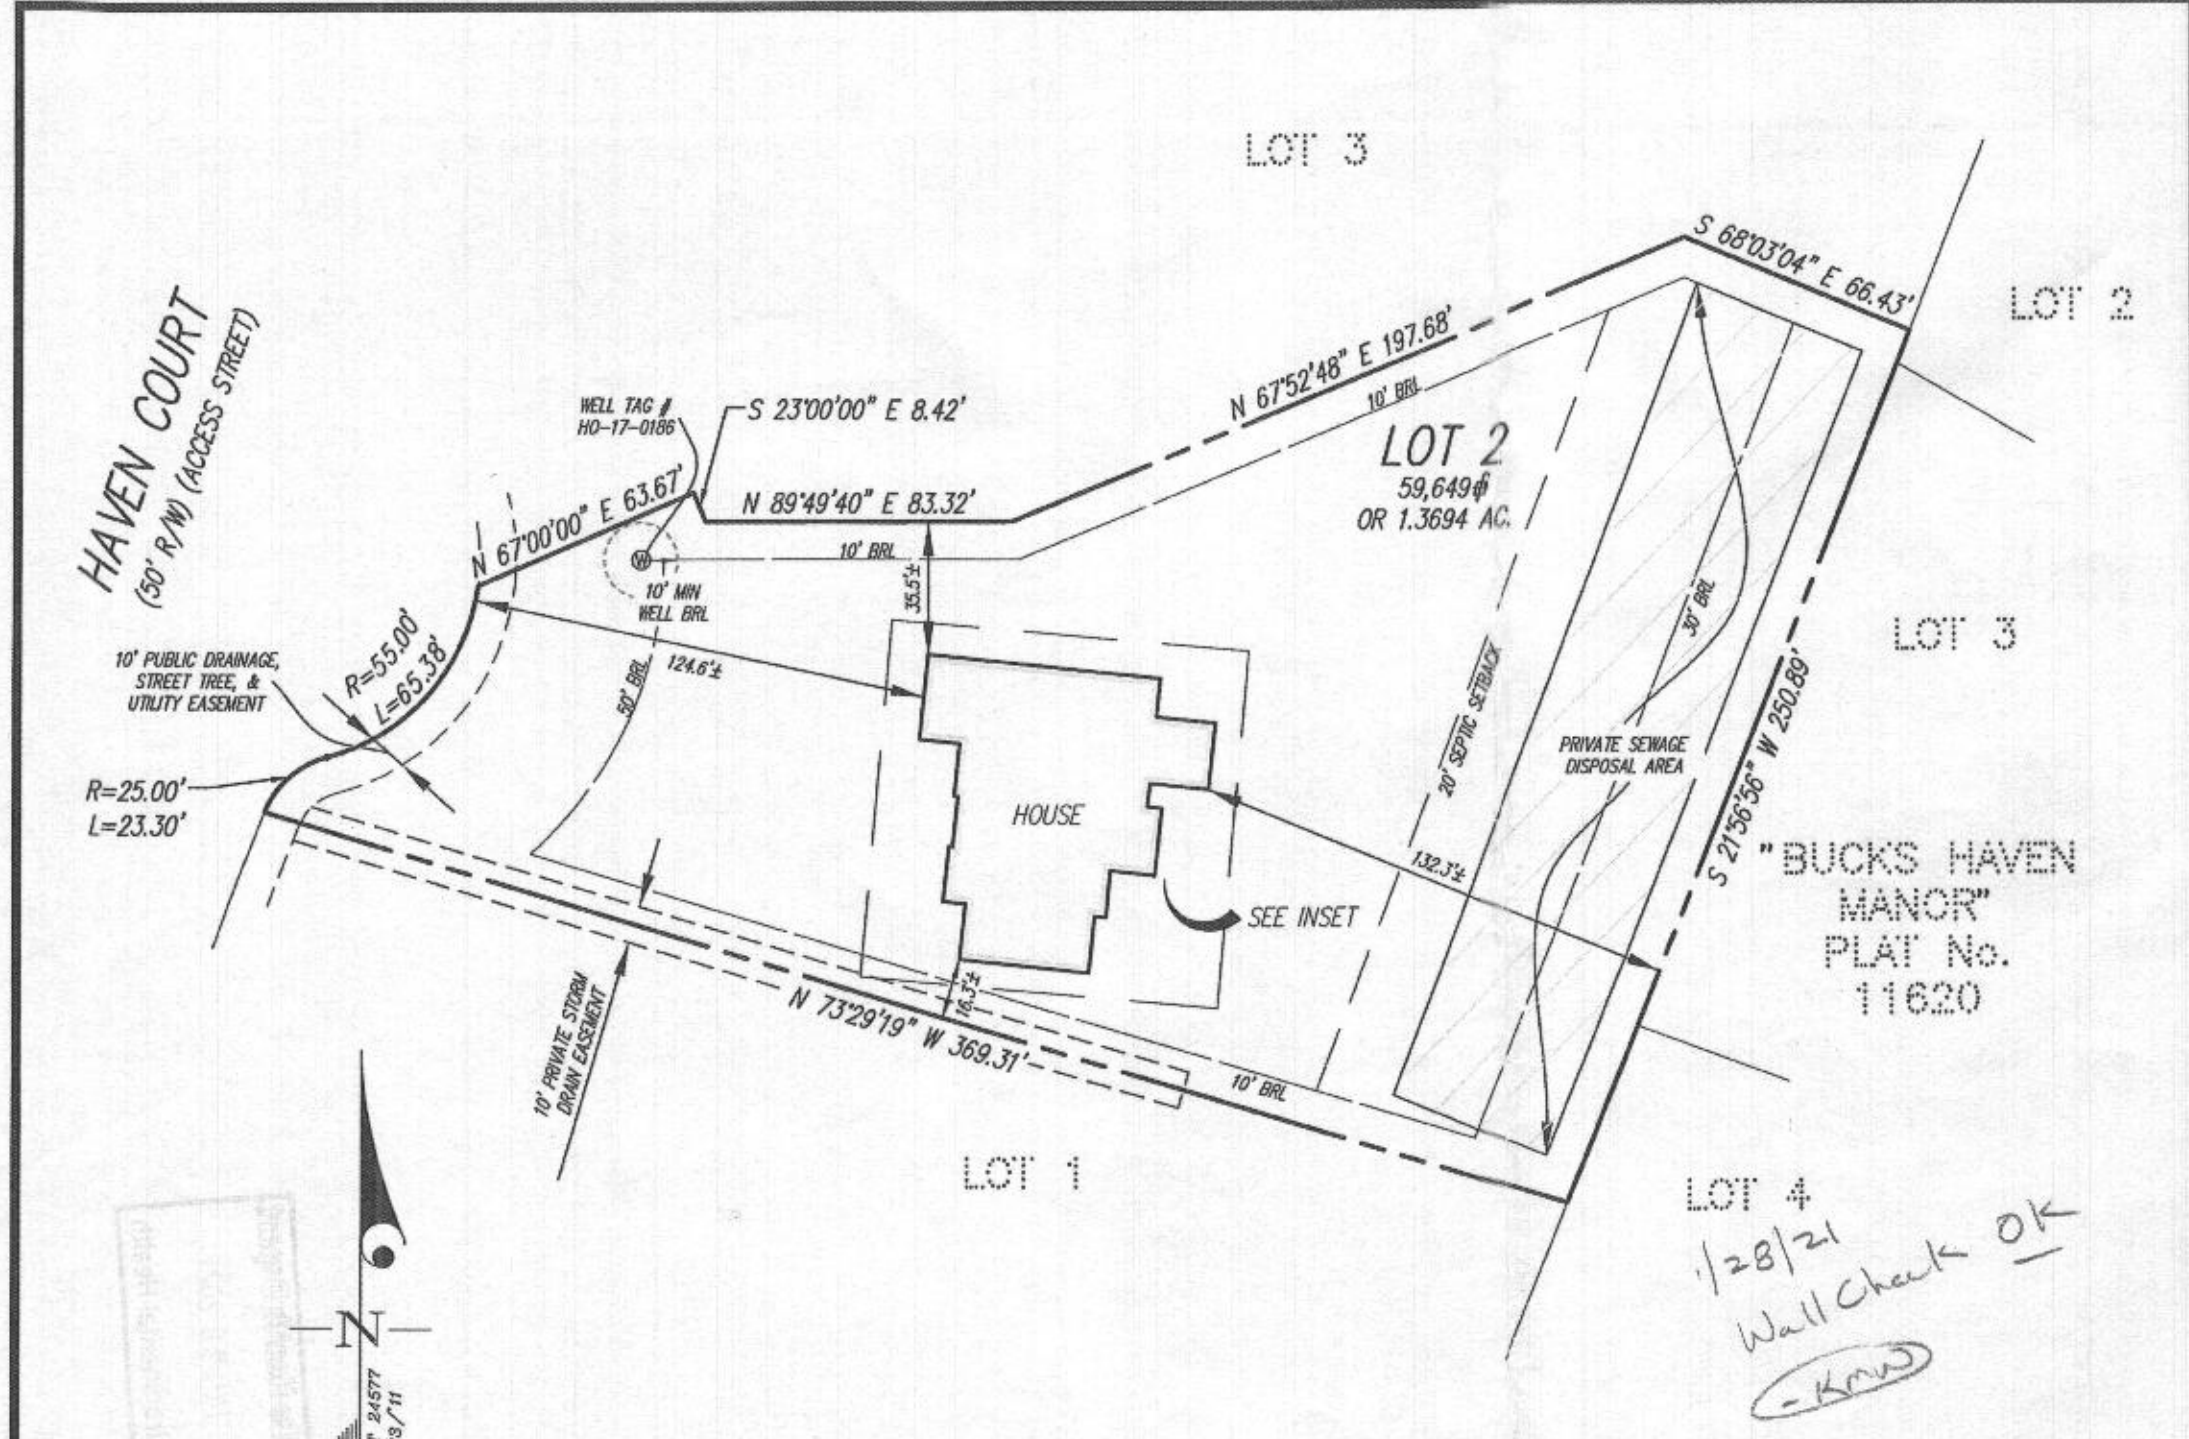 LOT 3
S 68°03'04" E 66.43'
LOT 2
HAVEN COURT
(50' R/W) (ACCESS STREET)
N 67°52'48" E 197.68'
10' BRL
WELL TAG #
HO-17-0186
S 23°00'00" E 8.42'
LOT 2
59,649
OR 1.3694 AC.
N 67°00'00" E 63.67'
N 89°49'40" E 83.32'
10' BRL
W
10' MIN
WELL BRL
35.5'±
30' BRL
LOT 3
10' PUBLIC DRAINAGE,
STREET TREE, &
UTILITY EASEMENT
R=55.00'
L=65.38'
124.6'±
50' BRL
20' SEPTIC SETBACK
PRIVATE SEWAGE
DISPOSAL AREA
S 21°56'56" W 250.89'
R=25.00'
L=23.30'
HOUSE
132.3'±
SEE INSET
"BUCKS HAVEN
MANOR"
PLAT No.
11620
16.3'±
N 73°29'19" W 369.31'
10' PRIVATE STORM
DRAIN EASEMENT
10' BRL
LOT 1
LOT 4
1/28/21
Wall Check OK
-KMW
N
24577